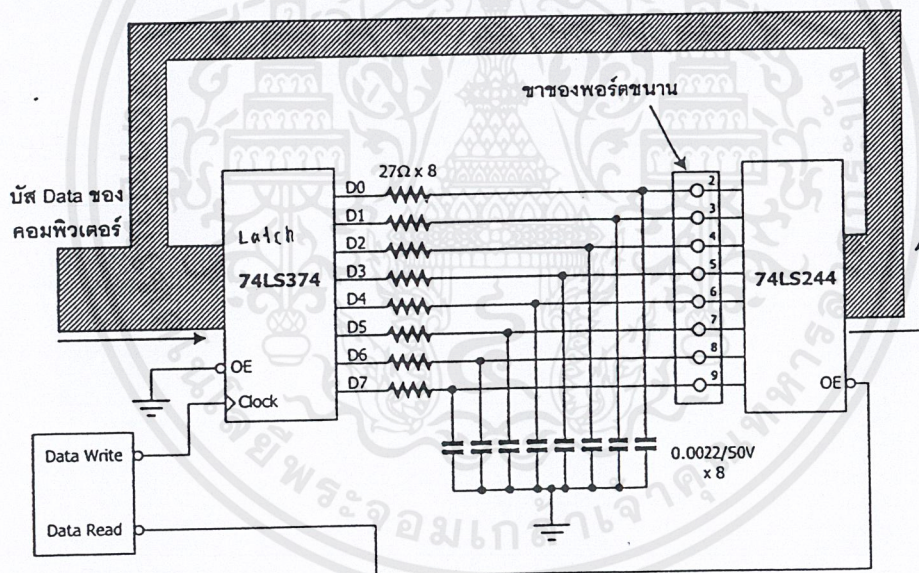 ขาของพอร์ตขนาน
27Ω x 8
บัส Data ของ
คอมพิวเตอร์
Latch
74LS374
D0
D1
D2
D3
D4
D5
D6
D7
OE
Clock
2
3
4
5
6
7
8
9
74LS244
OE
Data Write
Data Read
0.0022/50V
x 8